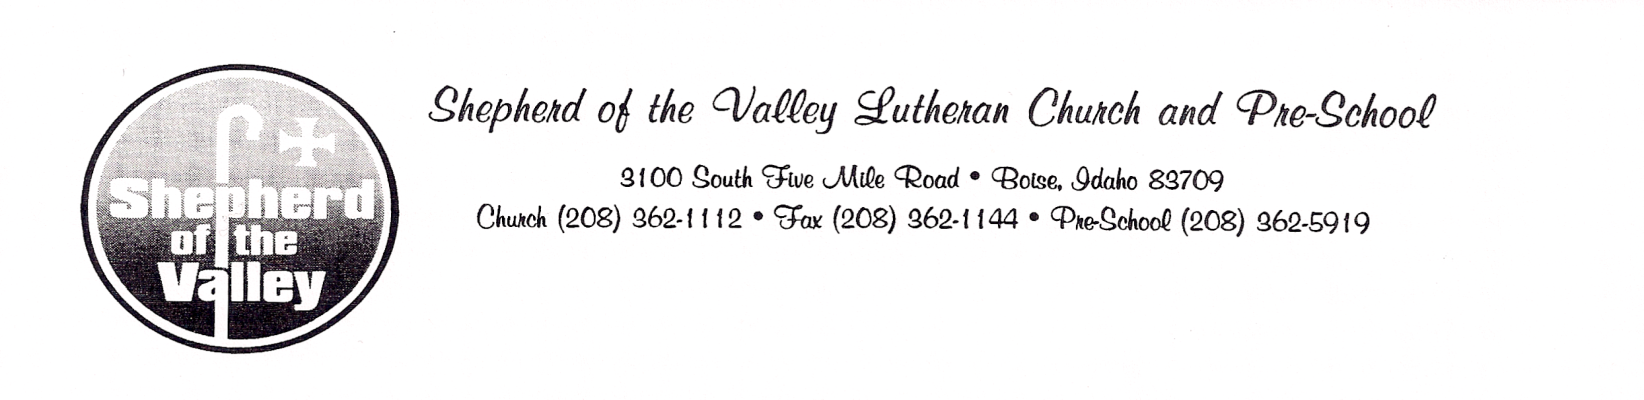 Shepherd of the Valley Lutheran Church and Pre-School
3100 South Five Mile Road • Boise, Idaho 83709
Church (208) 362-1112 • Fax (208) 362-1144 • Pre-School (208) 362-5919
Shepherd
of the
Valley